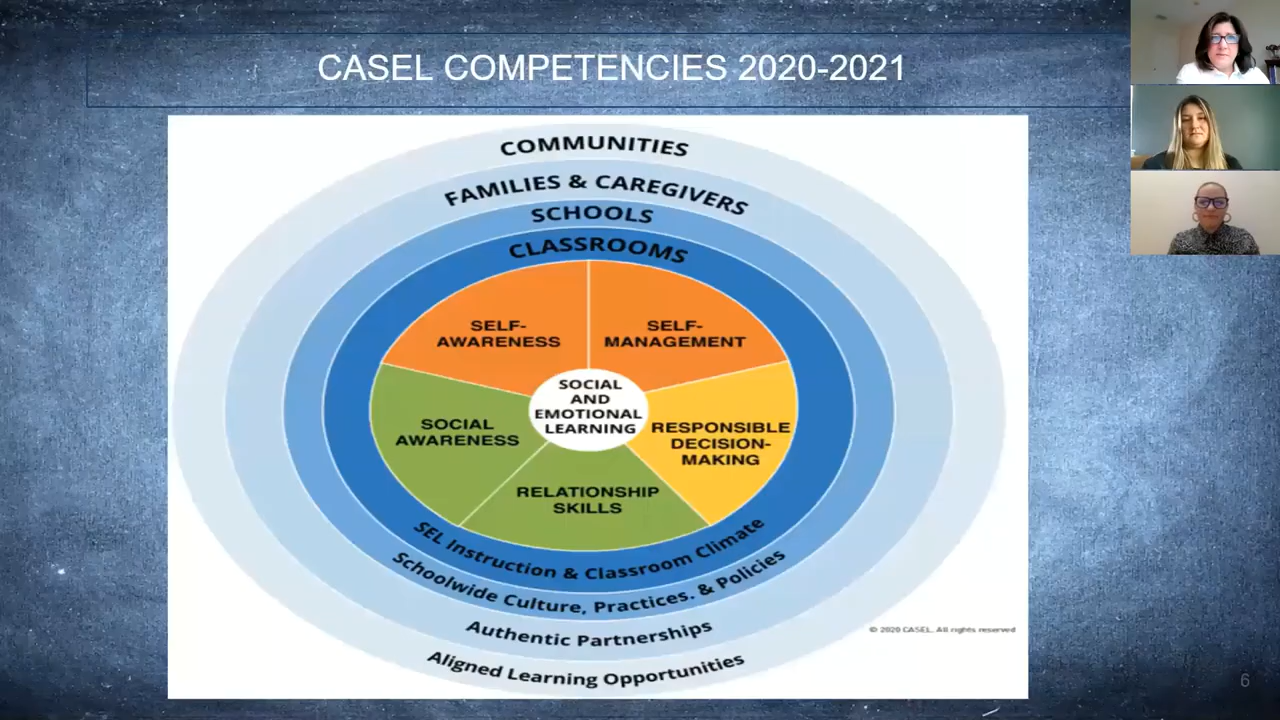 CASEL COMPETENCIES 2020-2021
COMMUNITIES
FAMILIES & CAREGIVERS
SCHOOLS
CLASSROOMS
SELF-
AWARENESS
SELF-
MANAGEMENT
SOCIAL
AND
EMOTIONAL
LEARNING
SOCIAL
AWARENESS
RESPONSIBLE
DECISION-
MAKING
RELATIONSHIP
SKILLS
SEL Instruction & Classroom Climate
Schoolwide Culture, Practices. & Policies
Authentic Partnerships
Aligned Learning Opportunities
© 2020 CASEL. All rights reserved
6